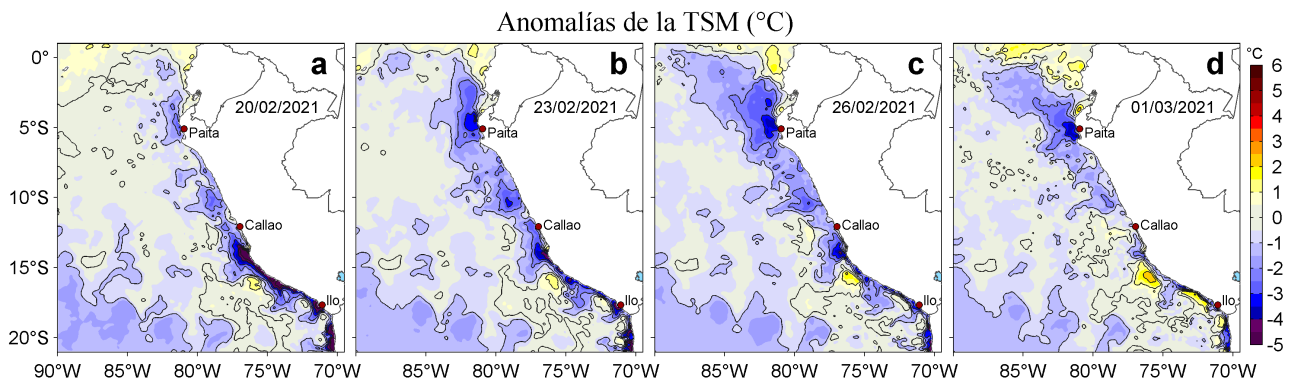 Anomalías de la TSM (°C)
a
b
c
d
°C
20/02/2021
23/02/2021
26/02/2021
01/03/2021
Paita
Paita
Paita
Paita
Callao
Callao
Callao
Callao
Ilo
Ilo
Ilo
Ilo
0°
5°S
10°S
15°S
20°S
90°W 85°W 80°W 75°W 70°W
85°W 80°W 75°W 70°W
85°W 80°W 75°W 70°W
85°W 80°W 75°W 70°W
6
5
4
3
2
1
0
-1
-2
-3
-4
-5